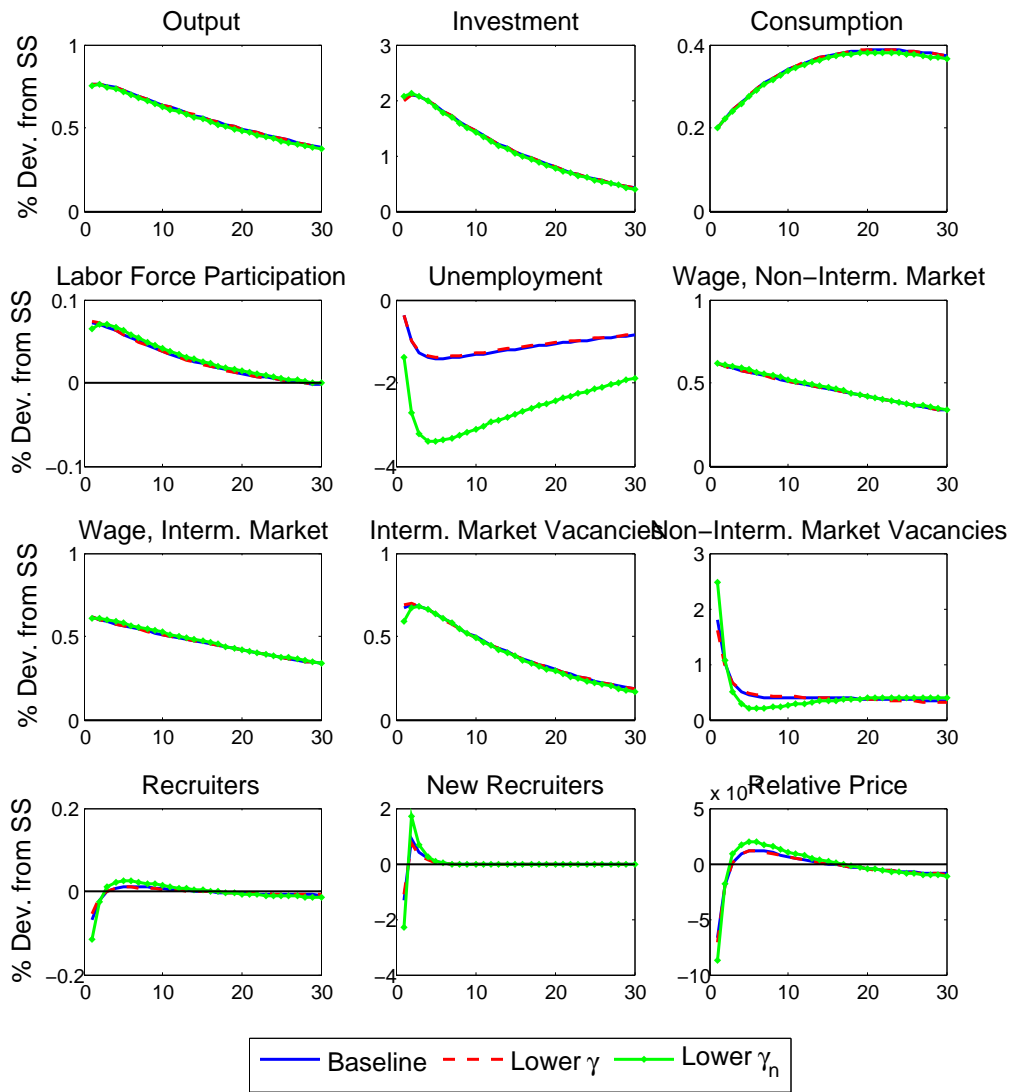 Output Investment Consumption
% Dev. from SS
1
0.5
0
0 10 20 30
3
2
1
0
0 10 20 30
0.4
0.2
0
0 10 20 30
Labor Force Participation Unemployment Wage, Non−Interm. Market
% Dev. from SS
0.1
0
−0.1
0 10 20 30
0
−2
−4
0 10 20 30
1
0.5
0
0 10 20 30
Wage, Interm. Market Interm. Market Vacancies Non−Interm. Market Vacancies
% Dev. from SS
1
0.5
0
0 10 20 30
1
0.5
0
0 10 20 30
3
2
1
0
0 10 20 30
Recruiters New Recruiters Relative Price
% Dev. from SS
0.2
0
−0.2
0 10 20 30
2
0
−2
−4
0 10 20 30
x 10
5
0
−5
−10
0 10 20 30
Baseline Lower γ Lower γn